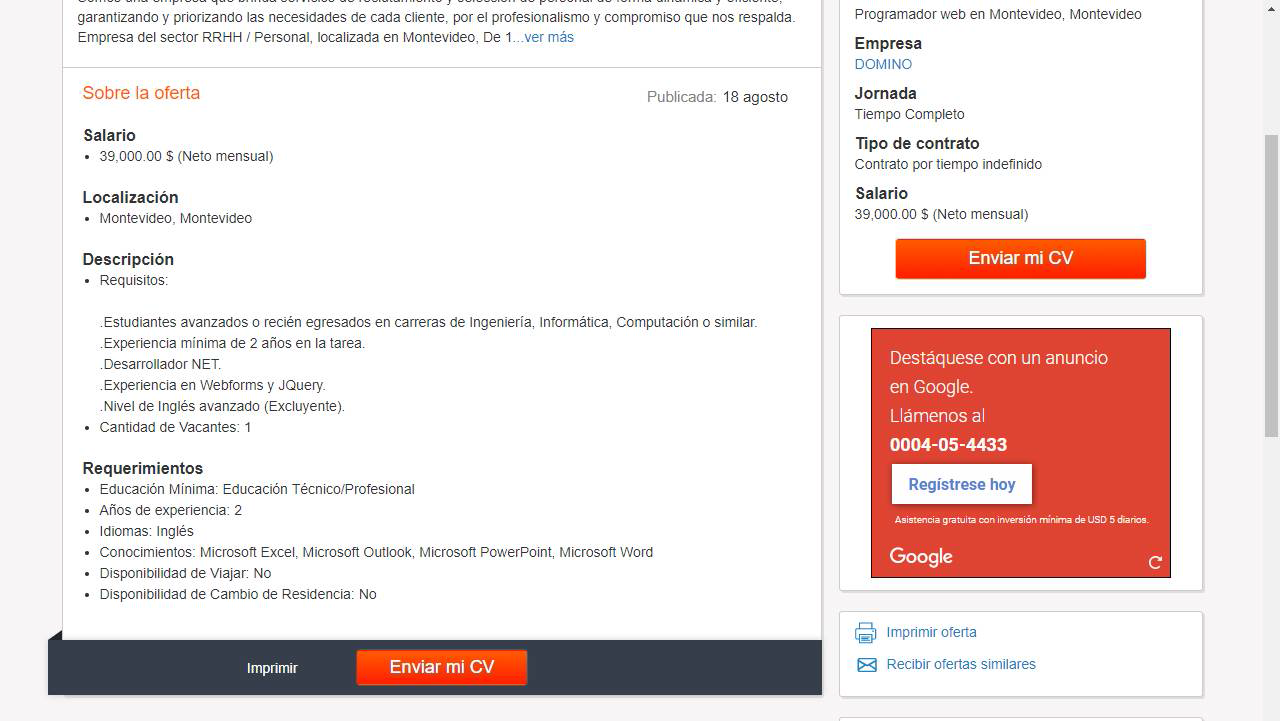 garantizando y priorizando las necesidades de cada cliente, por el profesionalismo y compromiso que nos respalda.
Empresa del sector RRHH / Personal, localizada en Montevideo, De 1...ver más
Sobre la oferta
Publicada: 18 agosto
Salario
39,000.00 $ (Neto mensual)
Localización
Montevideo, Montevideo
Descripción
Requisitos:
.Estudiantes avanzados o recién egresados en carreras de Ingeniería, Informática, Computación o similar.
.Experiencia mínima de 2 años en la tarea.
.Desarrollador NET.
.Experiencia en Webforms y JQuery.
.Nivel de Inglés avanzado (Excluyente).
Cantidad de Vacantes: 1
Requerimientos
Educación Mínima: Educación Técnico/Profesional
Años de experiencia: 2
Idiomas: Inglés
Conocimientos: Microsoft Excel, Microsoft Outlook, Microsoft PowerPoint, Microsoft Word
Disponibilidad de Viajar: No
Disponibilidad de Cambio de Residencia: No
Imprimir
Enviar mi CV
Programador web en Montevideo, Montevideo
Empresa
DOMINO
Jornada
Tiempo Completo
Tipo de contrato
Contrato por tiempo indefinido
Salario
39,000.00 $ (Neto mensual)
Enviar mi CV
Destáquese con un anuncio
en Google.
Llámenos al
0004-05-4433
Regístrese hoy
Asistencia gratuita con inversión mínima de USD 5 diarios.
Google
Imprimir oferta
Recibir ofertas similares